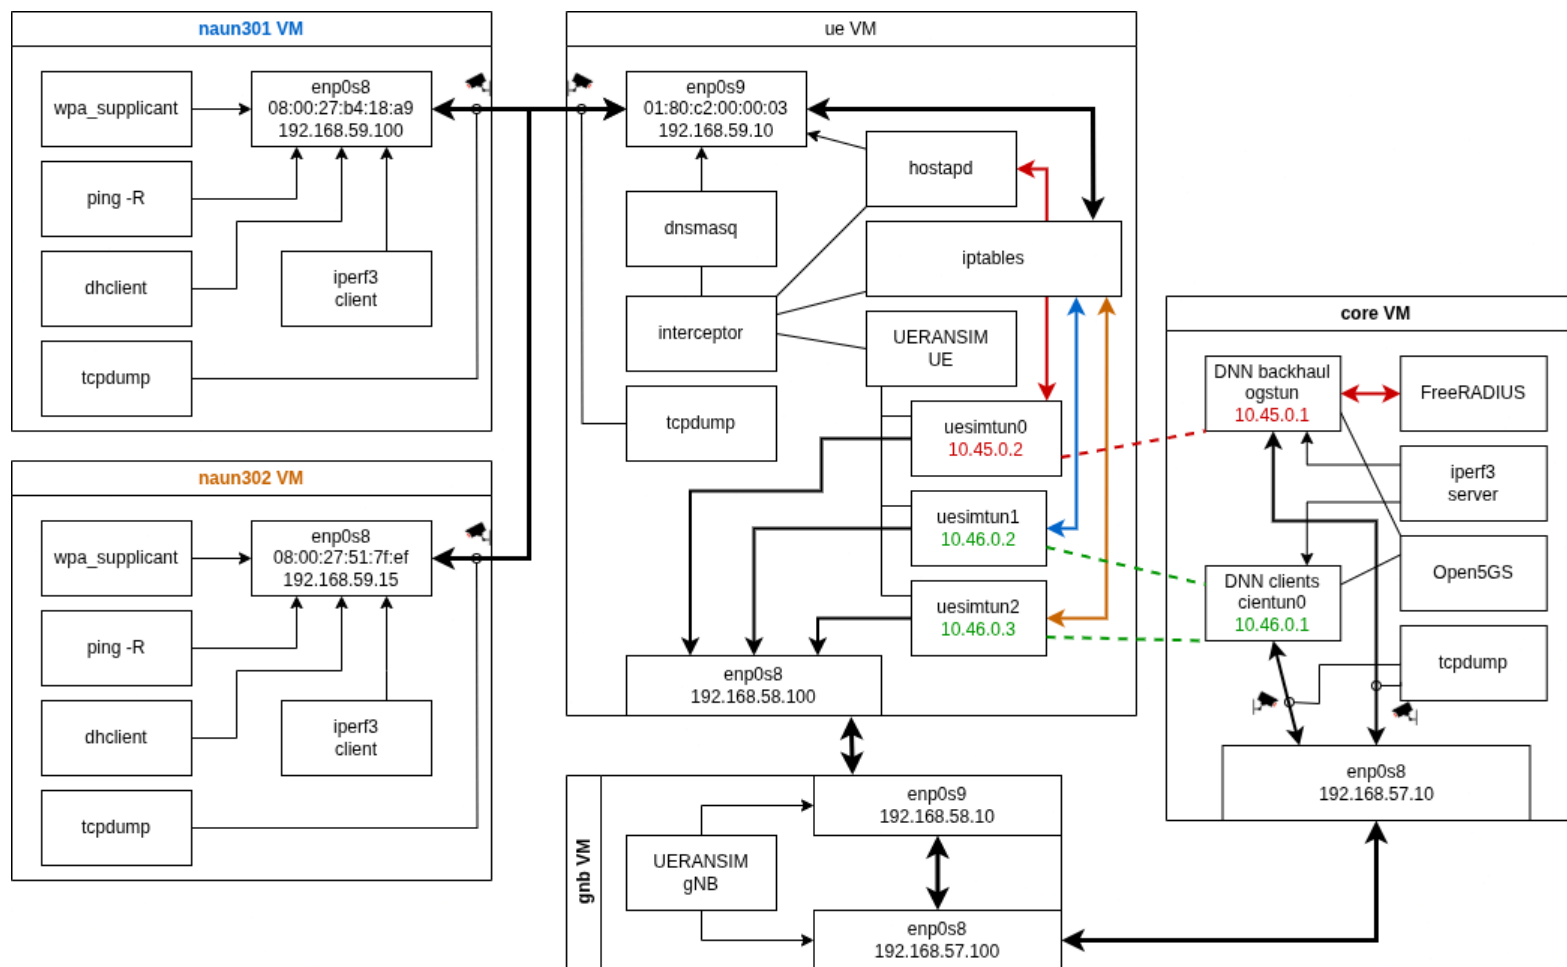 naun301 VM
wpa_supplicant
enp0s8
08:00:27:b4:18:a9
192.168.59.100
ping -R
dhclient
iperf3
client
tcpdump
naun302 VM
wpa_supplicant
enp0s8
08:00:27:51:7f:ef
192.168.59.15
ping -R
dhclient
iperf3
client
tcpdump
ue VM
enp0s9
01:80:c2:00:00:03
192.168.59.10
hostapd
dnsmasq
iptables
interceptor
UERANSIM
UE
tcpdump
uesimtun0
10.45.0.2
uesimtun1
10.46.0.2
uesimtun2
10.46.0.3
enp0s8
192.168.58.100
gnb VM
enp0s9
192.168.58.10
UERANSIM
gNB
enp0s8
192.168.57.100
core VM
DNN backhaul
ogstun
10.45.0.1
FreeRADIUS
iperf3
server
Open5GS
DNN clients
cientun0
10.46.0.1
tcpdump
enp0s8
192.168.57.10